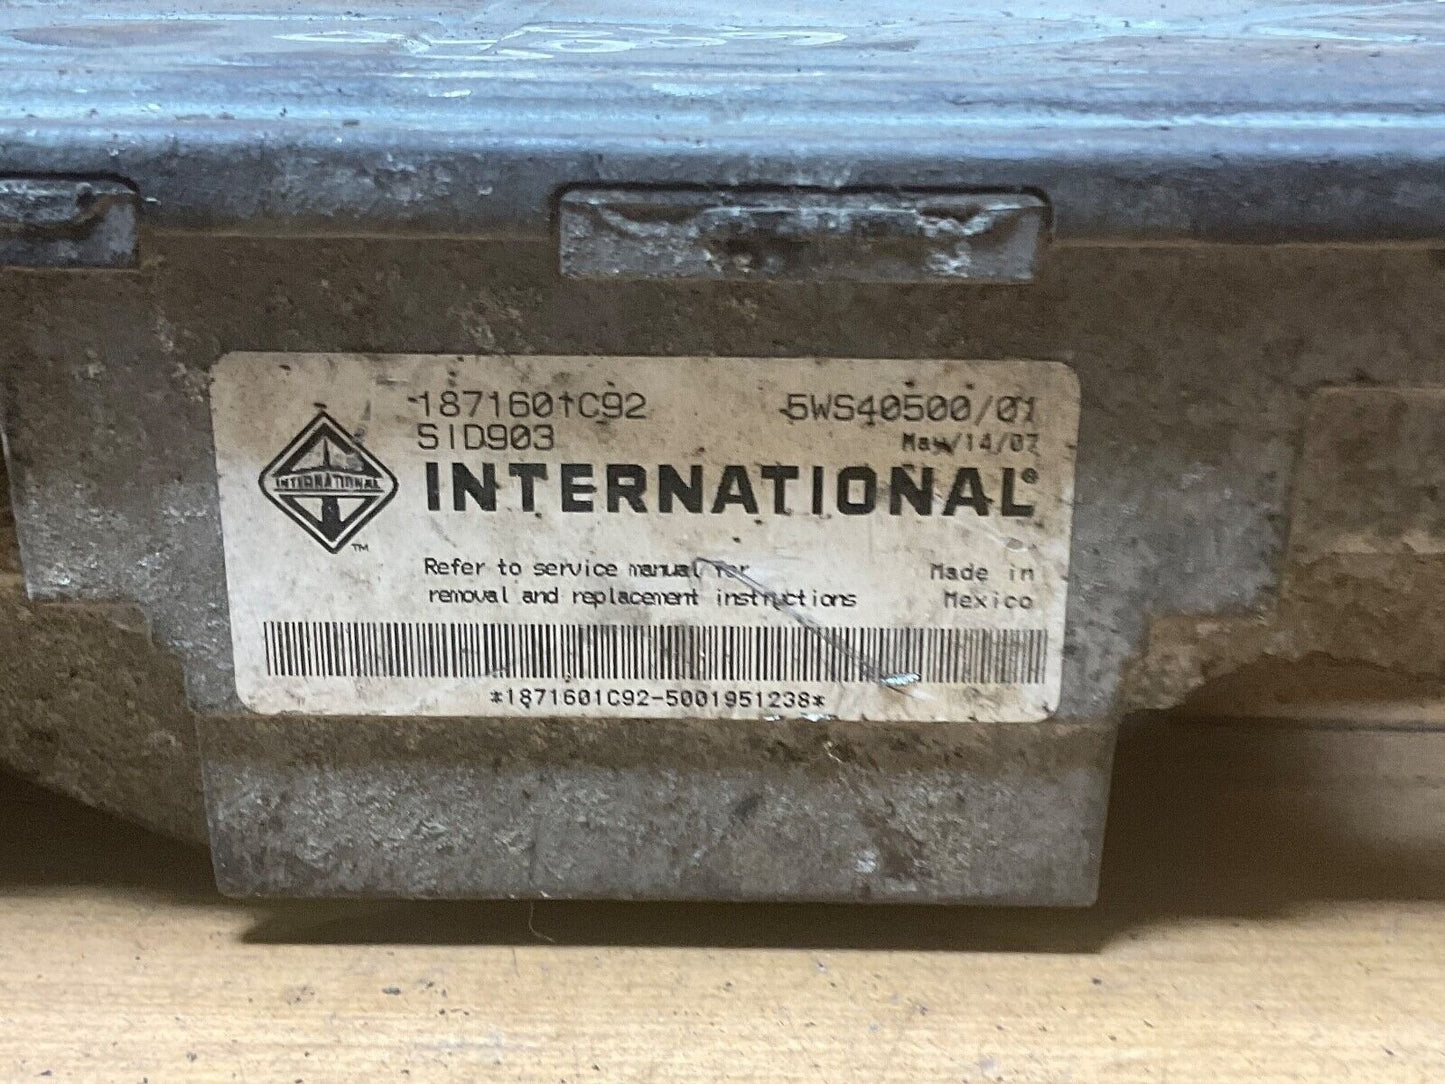 1871601C92 5WS40500/01
SID903 May/14/07
INTERNATIONAL
INTERNATIONAL®
TM
Refer to service manual for Made in
removal and replacement instructions Mexico
*1871601C92-5001951238*